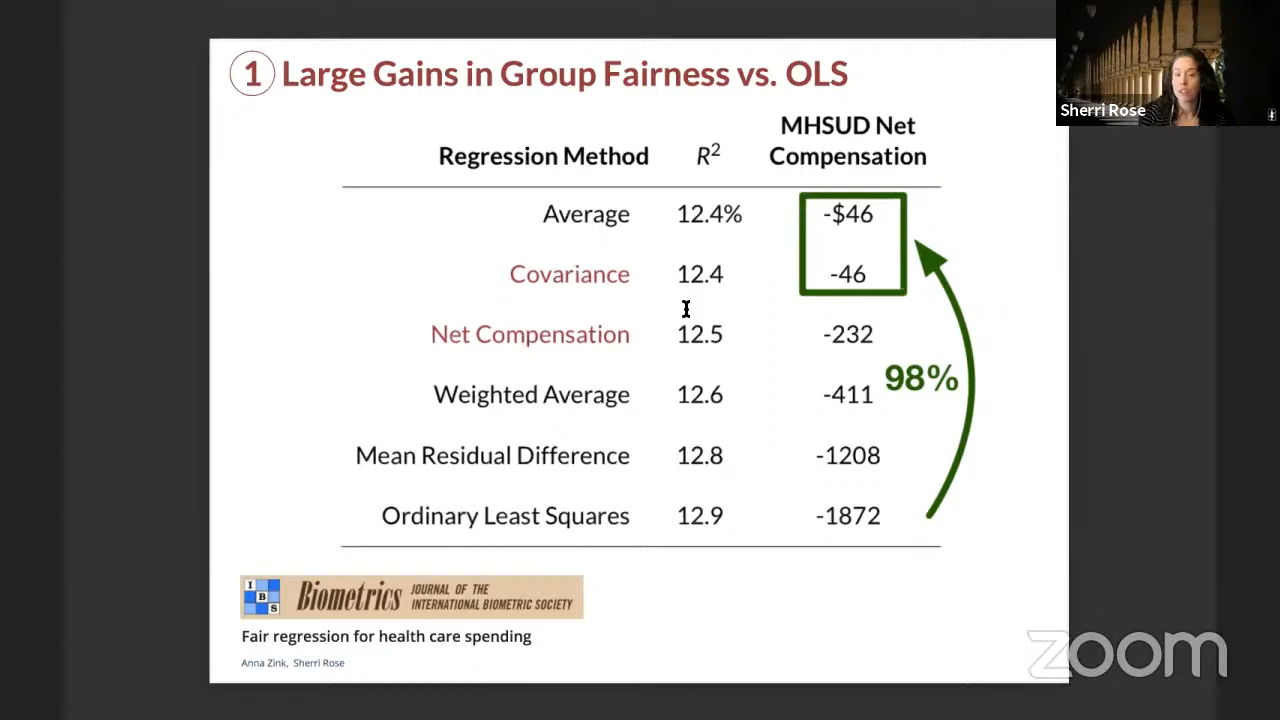 1 Large Gains in Group Fairness vs. OLS
Sherri Rose
MHSUD Net
Regression Method R² Compensation
Average 12.4% -$46
Covariance 12.4 -46
Net Compensation 12.5 -232
98%
Weighted Average 12.6 -411
Mean Residual Difference 12.8 -1208
Ordinary Least Squares 12.9 -1872
I B S
Biometrics JOURNAL OF THE
INTERNATIONAL BIOMETRIC SOCIETY
Fair regression for health care spending
Anna Zink, Sherri Rose
zoom